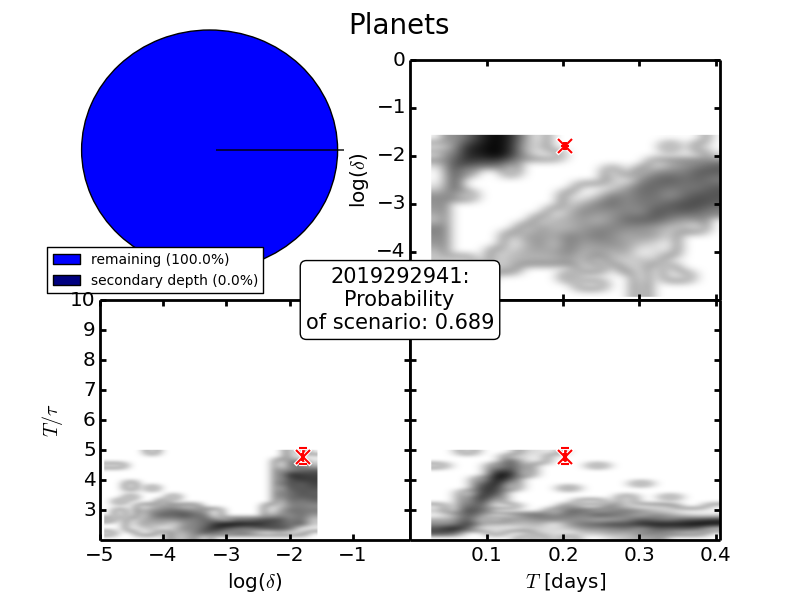 Planets
remaining (100.0%)
secondary depth (0.0%)
0
−1
−2
−3
−4
log(δ)
2019292941:
Probability
of scenario: 0.689
10
9
8
7
6
5
4
3
T/τ
−5
−4
−3
−2
−1
log(δ)
0.1
0.2
0.3
0.4
T [days]